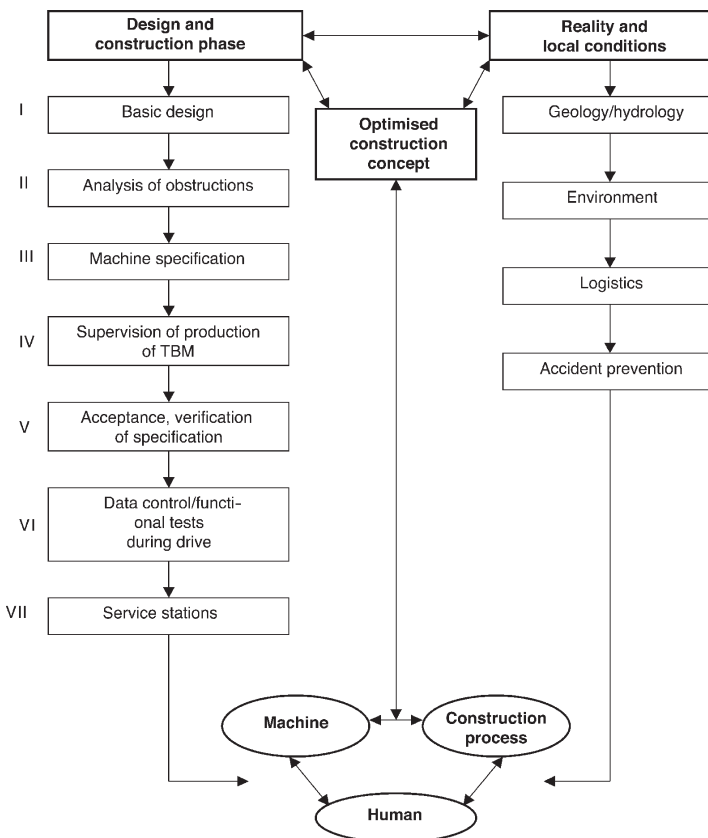 Design and
construction phase
Reality and
local conditions
Optimised
construction
concept
I
Basic design
II
Analysis of obstructions
III
Machine specification
IV
Supervision of production
of TBM
V
Acceptance, verification
of specification
VI
Data control/functi-
onal tests
during drive
VII
Service stations
Geology/hydrology
Environment
Logistics
Accident prevention
Machine
Construction
process
Human